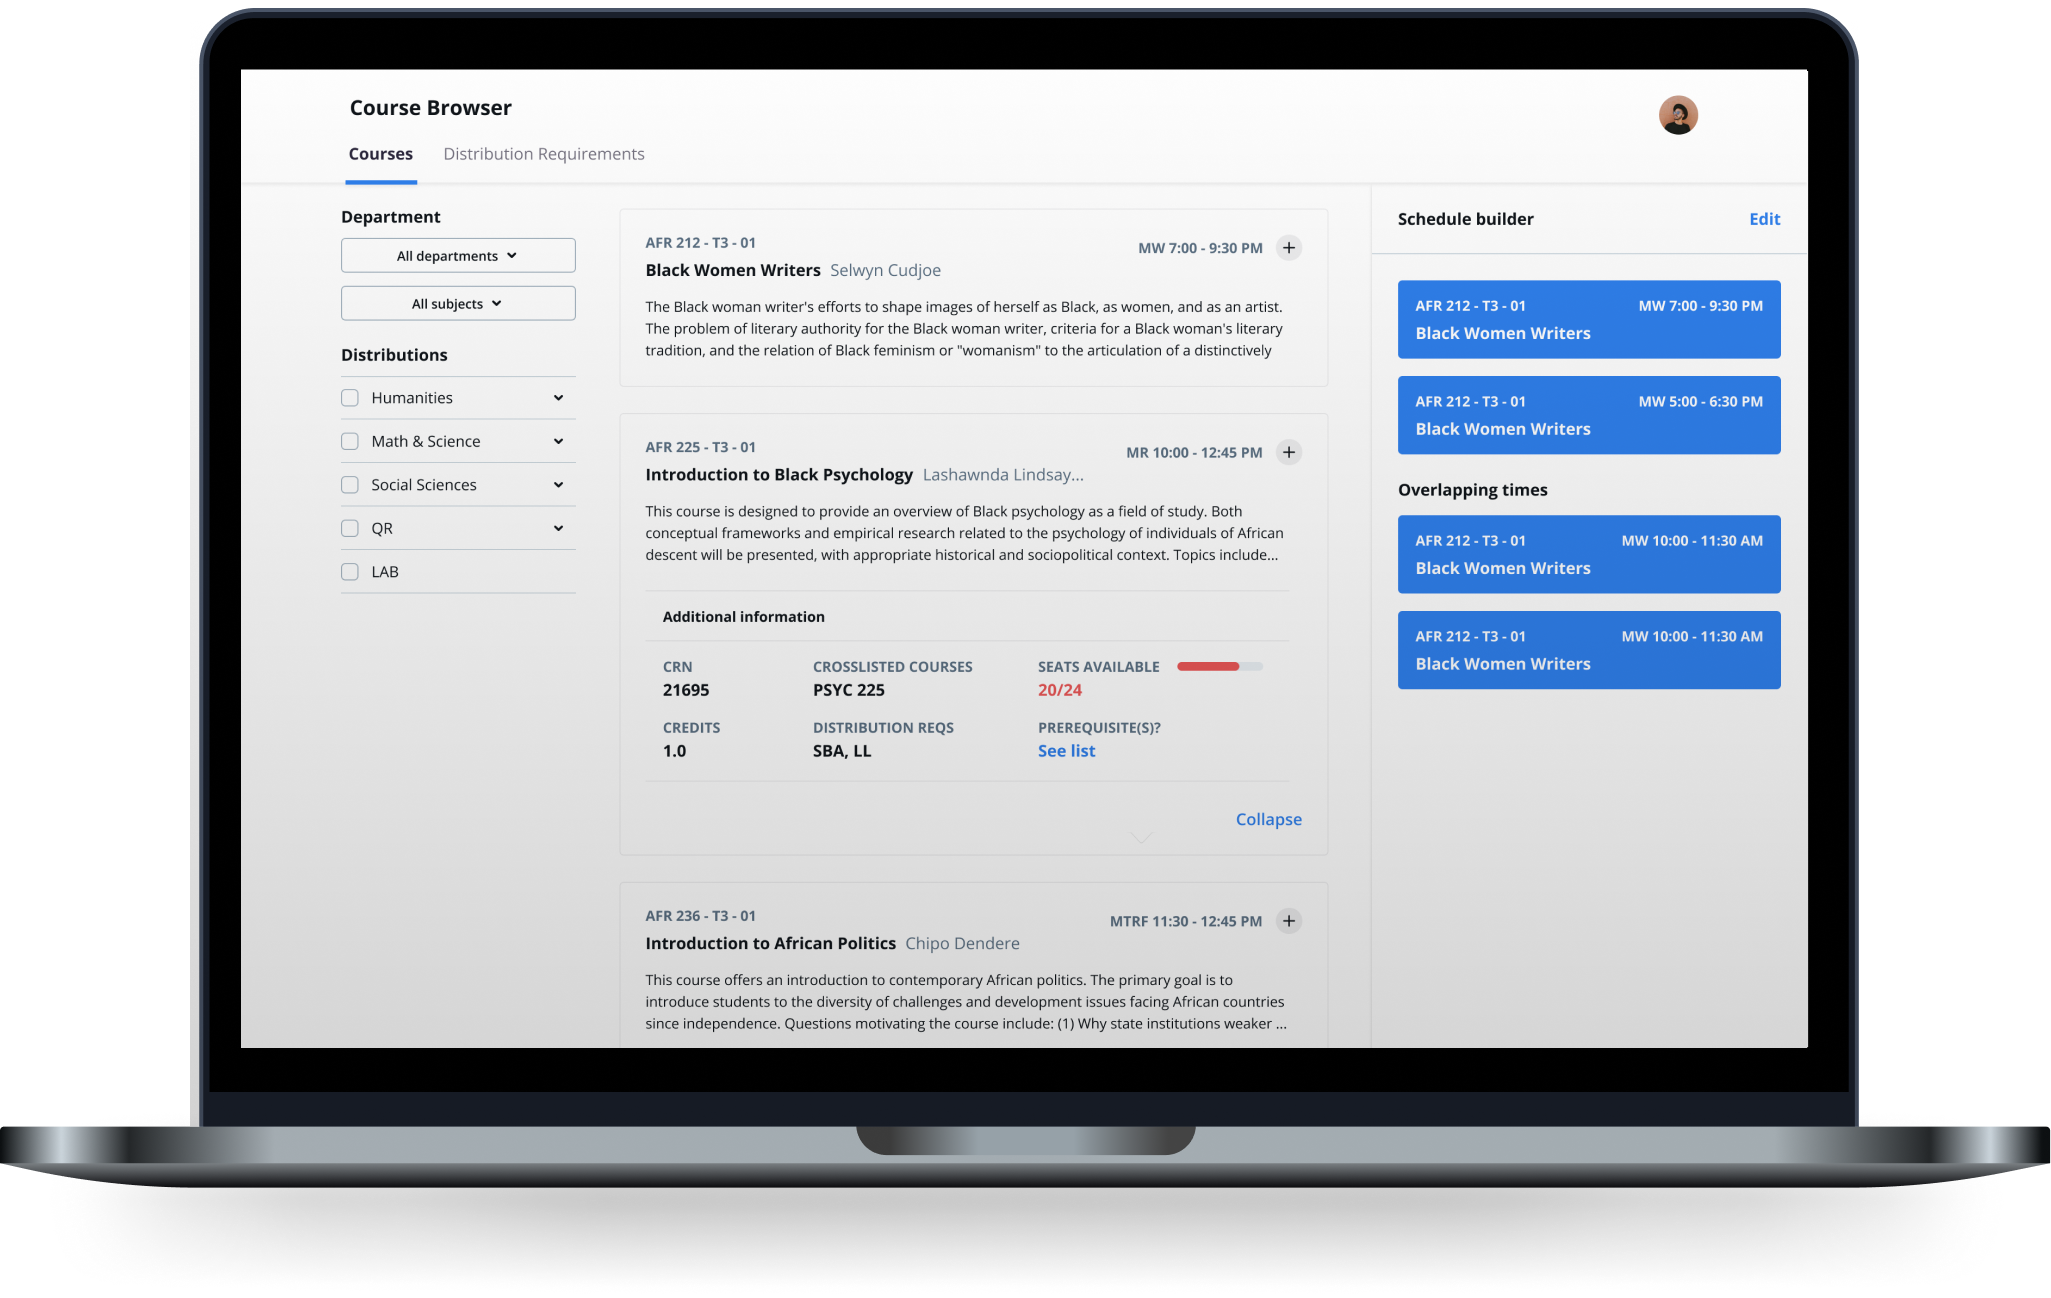 Course Browser
Courses
Distribution Requirements
Department
All departments
All subjects
Distributions
Humanities
Math & Science
Social Sciences
QR
LAB
AFR 212 - T3 - 01
MW 7:00 - 9:30 PM
+
Black Women Writers Selwyn Cudjoe
The Black woman writer's efforts to shape images of herself as Black, as women, and as an artist.
The problem of literary authority for the Black woman writer, criteria for a Black woman's literary
tradition, and the relation of Black feminism or "womanism" to the articulation of a distinctively
AFR 225 - T3 - 01
MR 10:00 - 12:45 PM
+
Introduction to Black Psychology Lashawnda Lindsay...
This course is designed to provide an overview of Black psychology as a field of study. Both
conceptual frameworks and empirical research related to the psychology of individuals of African
descent will be presented, with appropriate historical and sociopolitical context. Topics include...
Additional information
CRN
21695
CROSSLISTED COURSES
PSYC 225
SEATS AVAILABLE
20/24
CREDITS
1.0
DISTRIBUTION REQS
SBA, LL
PREREQUISITE(S)?
See list
Collapse
AFR 236 - T3 - 01
MTRF 11:30 - 12:45 PM
+
Introduction to African Politics Chipo Dendere
This course offers an introduction to contemporary African politics. The primary goal is to
introduce students to the diversity of challenges and development issues facing African countries
since independence. Questions motivating the course include: (1) Why state institutions weaker ...
Schedule builder
Edit
AFR 212 - T3 - 01
MW 7:00 - 9:30 PM
Black Women Writers
AFR 212 - T3 - 01
MW 5:00 - 6:30 PM
Black Women Writers
Overlapping times
AFR 212 - T3 - 01
MW 10:00 - 11:30 AM
Black Women Writers
AFR 212 - T3 - 01
MW 10:00 - 11:30 AM
Black Women Writers